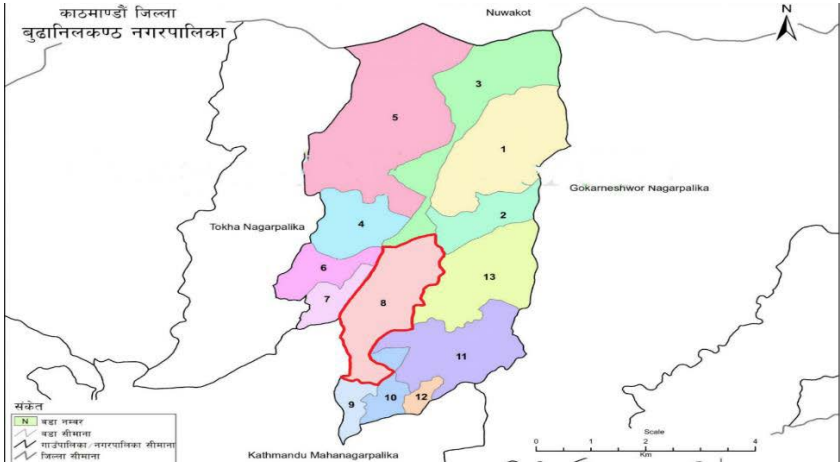 काठमाण्डौं जिल्ला
बुढानिलकण्ठ नगरपालिका
Nuwakot
N
3
5
1
Gokarneshwor Nagarpalika
2
4
Tokha Nagarpalika
6
13
7
8
11
12
10
9
संकेत
N वडा नम्बर
वडा सीमाना
गाउँपालिका/नगरपालिका सीमाना
जिल्ला सीमाना
Kathmandu Mahanagarpalika
Scale
0 1 2 4 6
Km